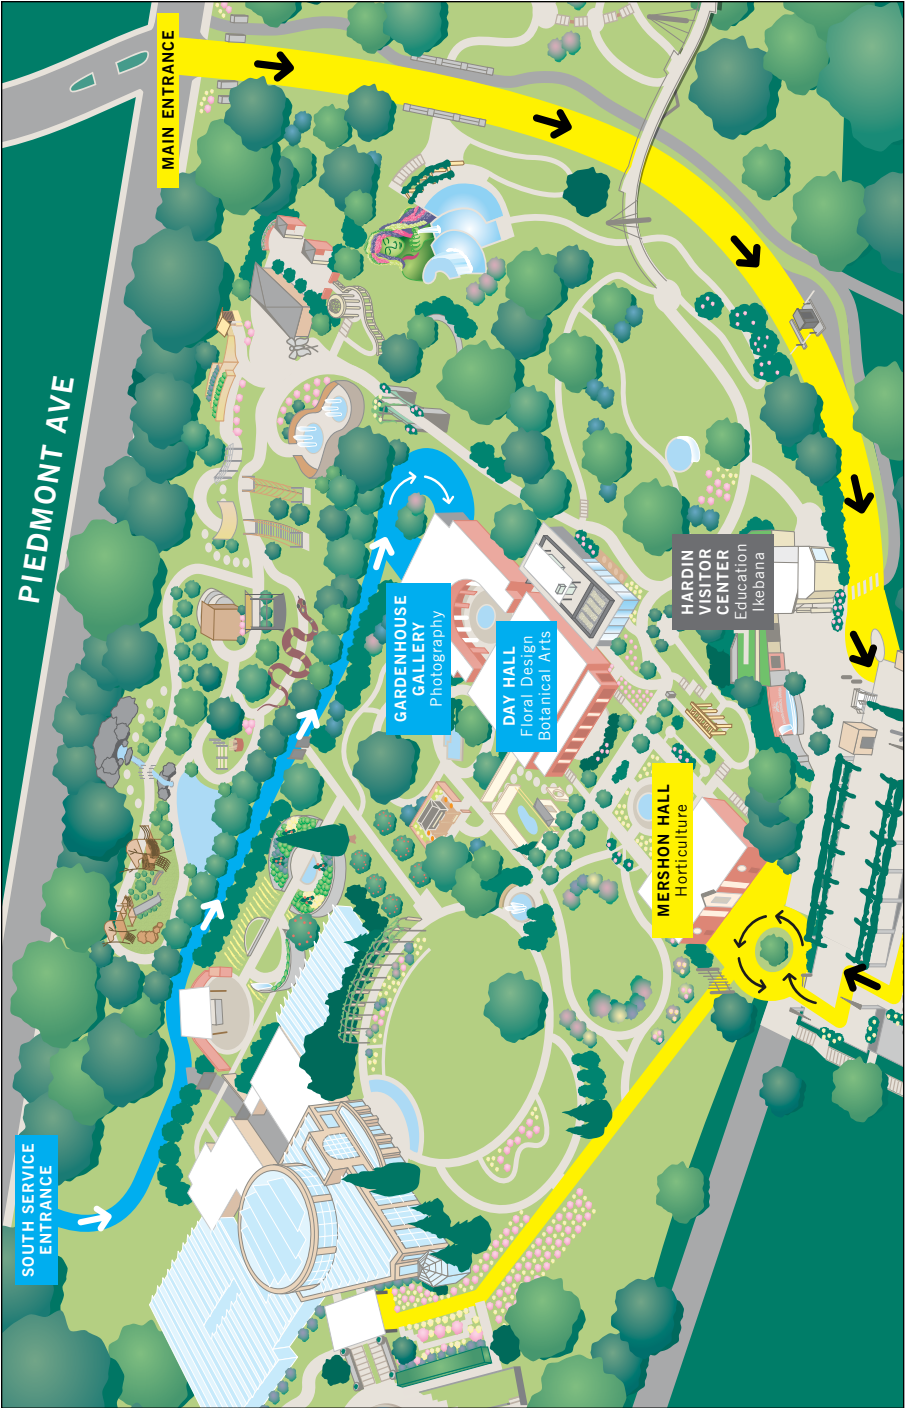 MAIN ENTRANCE
PIEDMONT AVE
HARDIN
VISITOR
CENTER
Education
Ikebana
GARDENHOUSE
GALLERY
Photography
DAY HALL
Floral Design
Botanical Arts
MERSHON HALL
Horticulture
SOUTH SERVICE
ENTRANCE